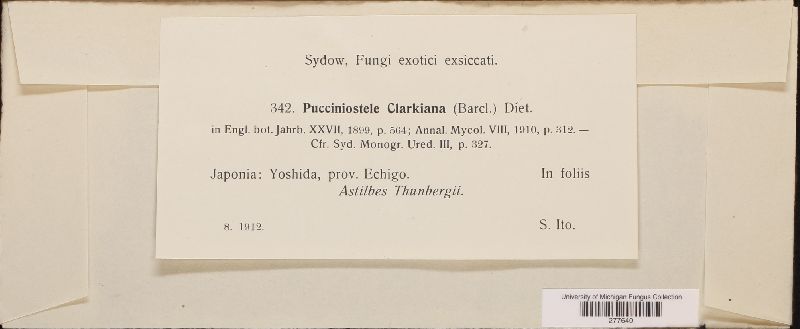 Sydow, Fungi exotici exsiccati.
342. Pucciniostele Clarkiana (Barcl.) Diet.
in Engl. bot. Jahrb. XXVII, 1899, p. 564; Annal. Mycol. VIII, 1910, p. 312. —
Cfr. Syd. Monogr. Ured. III, p. 327.
Japonia: Yoshida, prov. Echigo. In foliis
Astilbes Thunbergii.
8. 1912. S. Ito.
University of Michigan Fungus Collection
277640